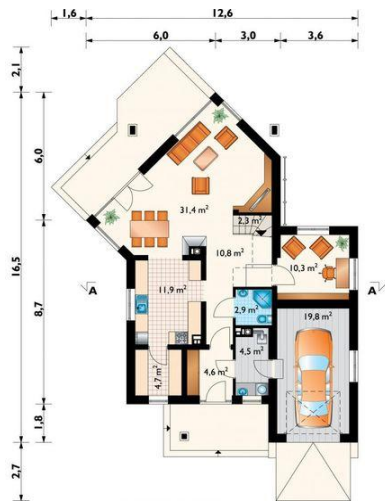 12,6
1,6
6,0
3,0
3,6
2,1
6,0
16,5
8,7
1,8
2,7
31,4 m²
2.3 m²
10,8 m²
10,3 m²
11,9 m²
2,9 m²
19,8 m²
4,5 m²
4,6 m²
4,7 m²
A
A